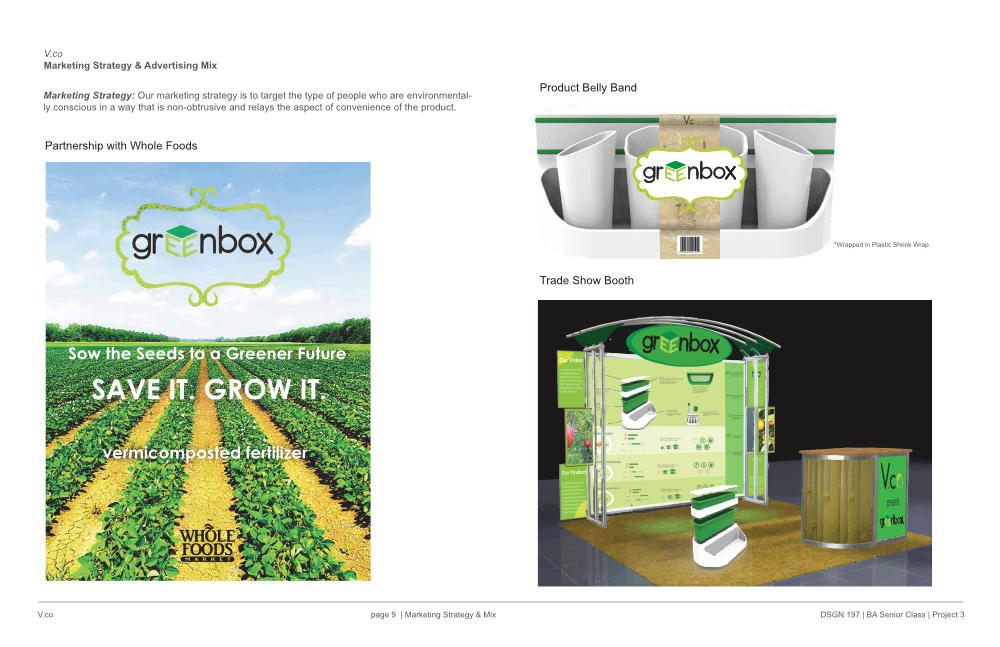 V.co
Marketing Strategy & Advertising Mix
Marketing Strategy: Our marketing strategy is to target the type of people who are environmental-
ly conscious in a way that is non-obtrusive and relays the aspect of convenience of the product.
Partnership with Whole Foods
greenbox
Sow the Seeds to a Greener Future
SAVE IT. GROW IT.
vermicomposted fertilizer
WHOLE
FOODS
MARKET
Product Belly Band
Vc
greenbox
*Wrapped in Plastic Shrink Wrap
Trade Show Booth
greenbox
Our Vision
Our Product
V.co
greenbox
V.co
page 9 | Marketing Strategy & Mix
DSGN 197 | BA Senior Class | Project 3